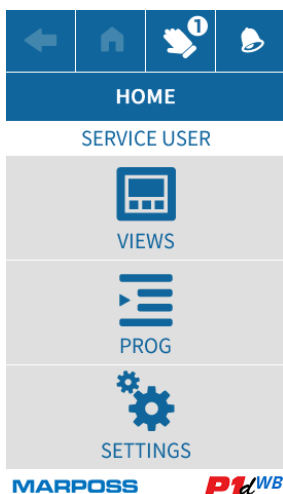 1
HOME
SERVICE USER
VIEWS
PROG
SETTINGS
MARPOSS P1dWB